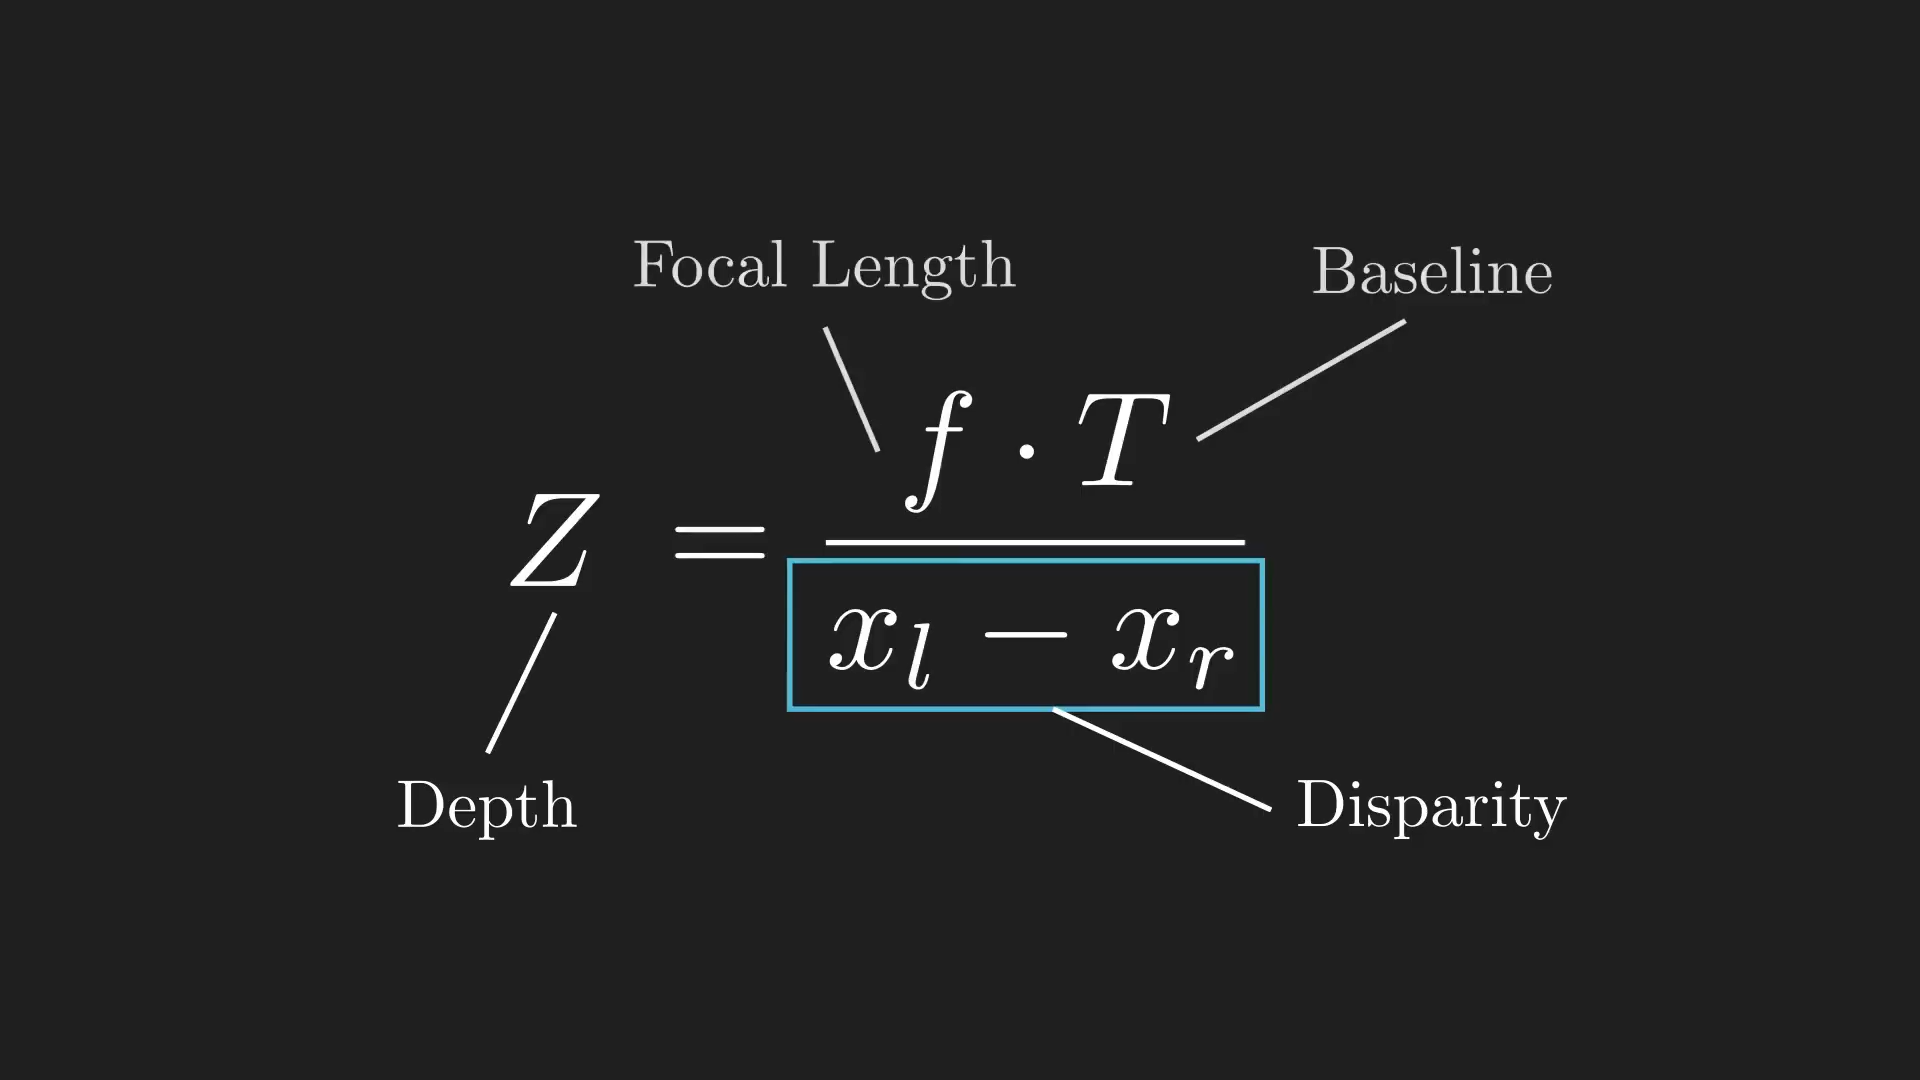 Focal Length Baseline
Z = f · T / x_l − x_r
Depth Disparity